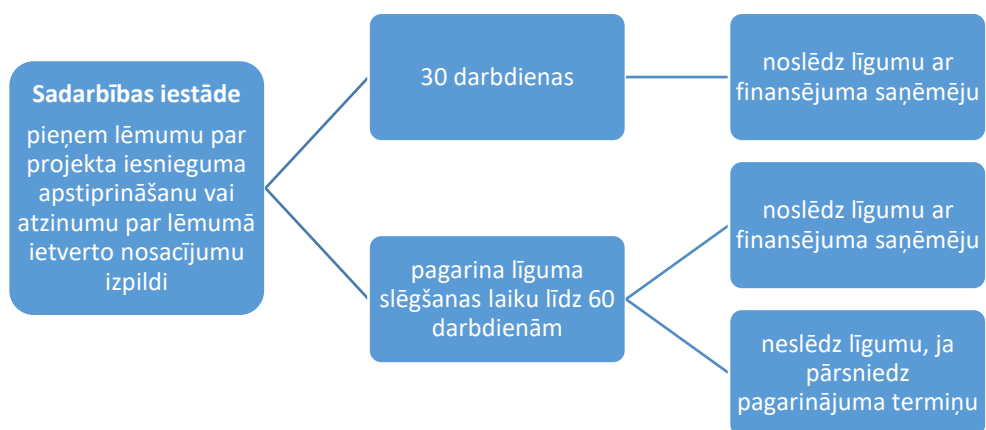 Sadarbības iestāde
pieņem lēmumu par
projekta iesnieguma
apstiprināšanu vai
atzinumu par lēmumā
ietverto nosacījumu
izpildi
30 darbdienas
noslēdz līgumu ar
finansējuma saņēmēju
pagarina līguma
slēgšanas laiku līdz 60
darbdienām
noslēdz līgumu ar
finansējuma saņēmēju
neslēdz līgumu, ja
pārsniedz
pagarinājuma termiņu